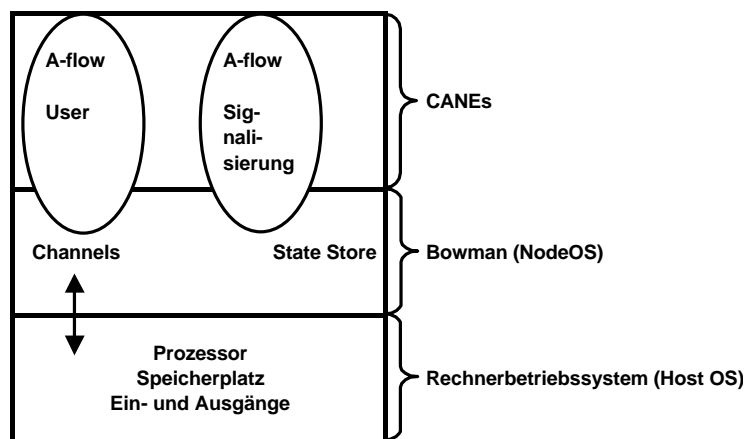 A-flow
User
A-flow
Sig-
nali-
sierung
CANEs
Channels
State Store
Bowman (NodeOS)
Prozessor
Speicherplatz
Ein- und Ausgänge
Rechnerbetriebssystem (Host OS)